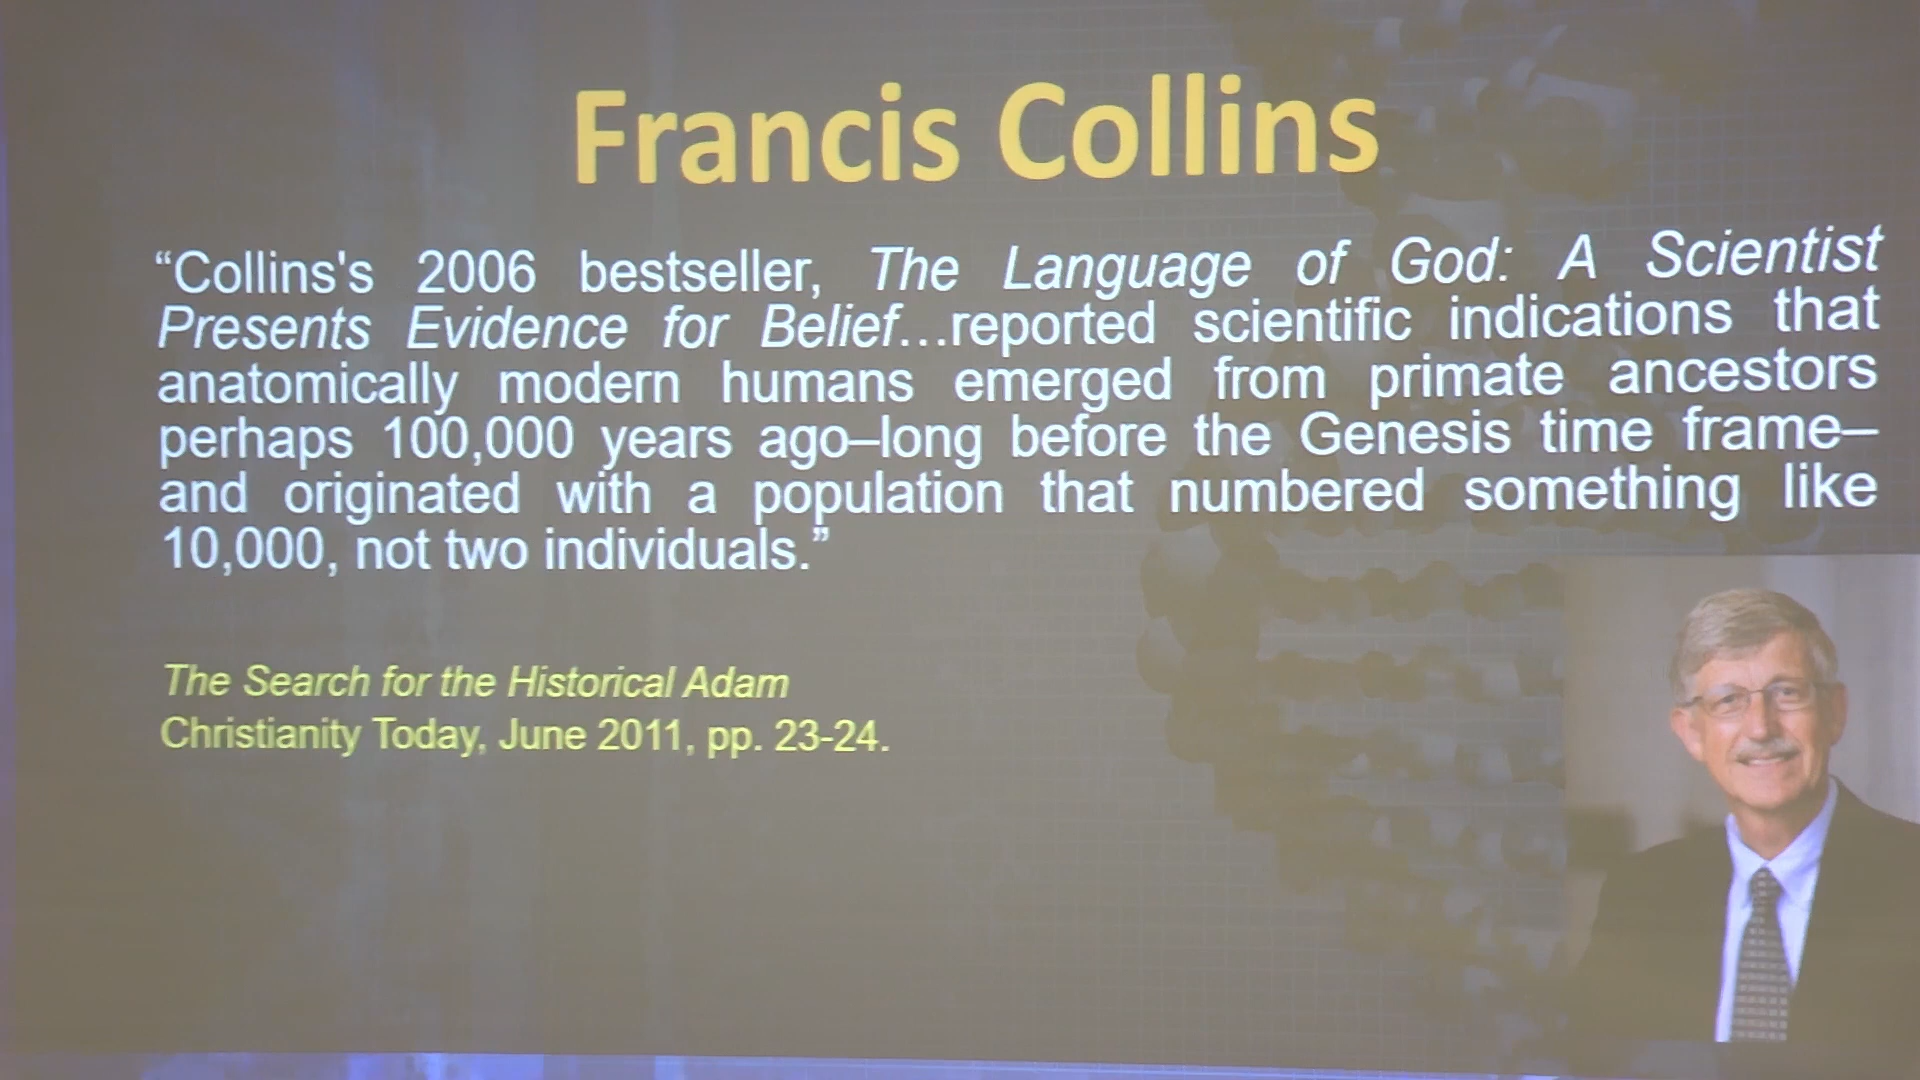 Francis Collins
“Collins's 2006 bestseller, The Language of God: A Scientist
Presents Evidence for Belief…reported scientific indications that
anatomically modern humans emerged from primate ancestors
perhaps 100,000 years ago–long before the Genesis time frame–
and originated with a population that numbered something like
10,000, not two individuals.”
The Search for the Historical Adam
Christianity Today, June 2011, pp. 23-24.